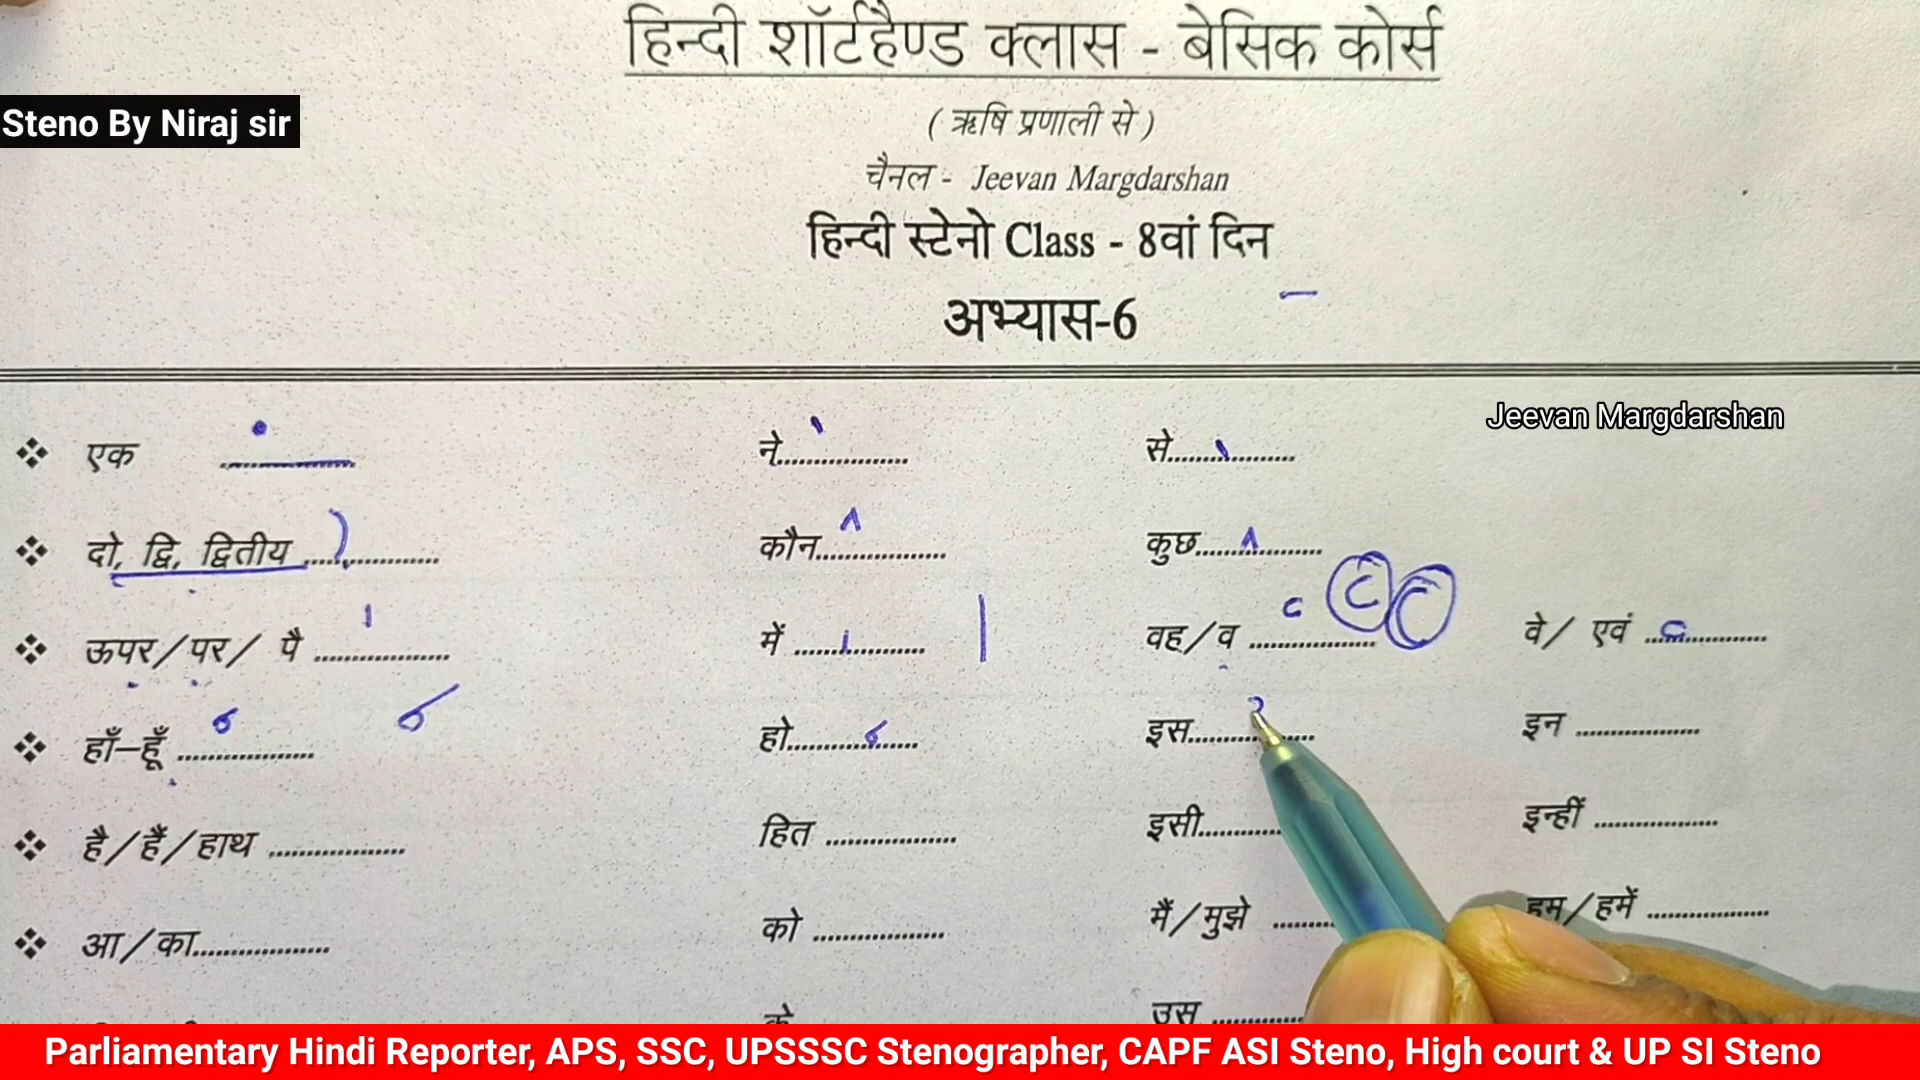 हिन्दी शॉर्टहैण्ड क्लास - बेसिक कोर्स
Steno By Niraj sir
( ऋषि प्रणाली से )
चैनल - Jeevan Margdarshan
हिन्दी स्टेनो Class - 8वां दिन
अभ्यास-6
Jeevan Margdarshan
❖ एक .................. ने.................. से..................
❖ दो, द्वि, द्वितीय .................. कौन.................. कुछ..................
❖ ऊपर/पर/ पै .................. में .................. वह/व .................. वे/ एवं ..................
❖ हाँ–हूँ .................. हो.................. इस.................. इन ..................
❖ है/हैं/हाथ .................. हित .................. इसी............ इन्हीं ..................
❖ आ/का.................. को .................. मैं/मुझे ........ हम/हमें ..................
के उस ............
Parliamentary Hindi Reporter, APS, SSC, UPSSSC Stenographer, CAPF ASI Steno, High court & UP SI Steno